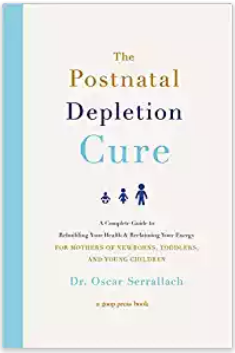 The
Postnatal
Depletion
Cure
A Complete Guide to
Rebuilding Your Health & Reclaiming Your Energy
FOR MOTHERS OF NEWBORNS, TODDLERS,
AND YOUNG CHILDREN
Dr. Oscar Serrallach
a goop press book